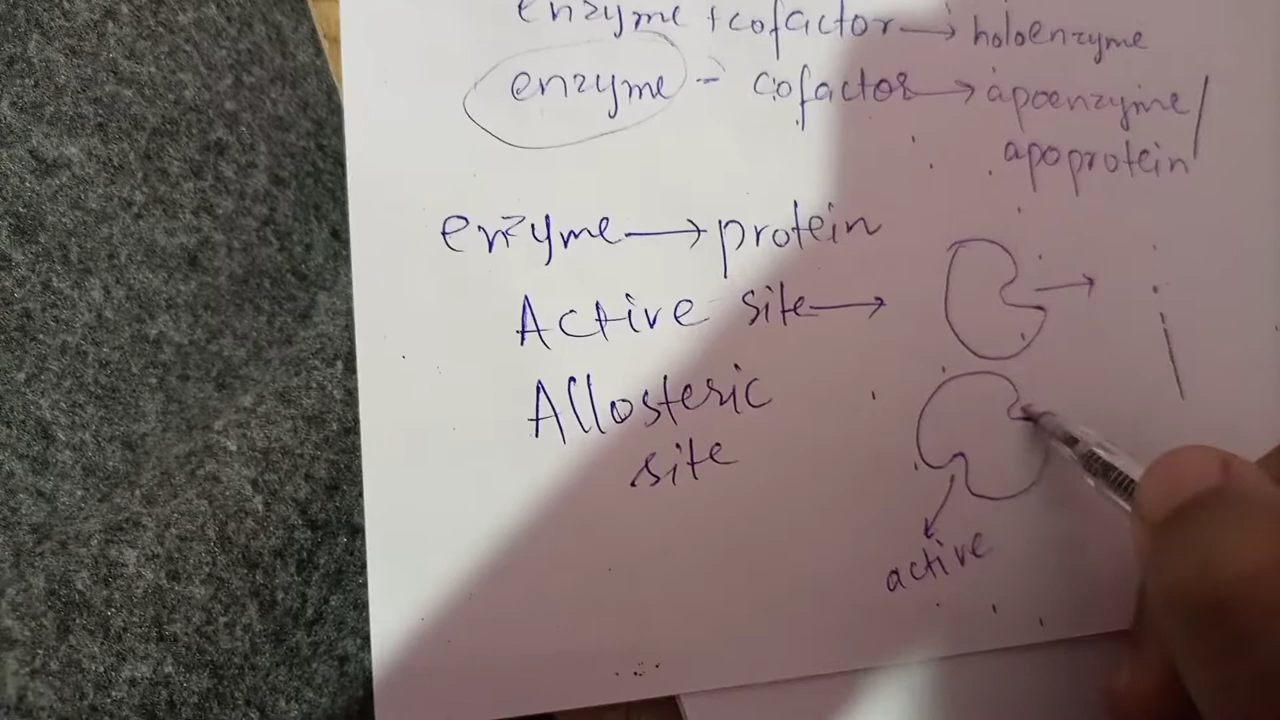 enzyme + cofactor → holoenzyme
enzyme - cofactor → apoenzyme/
apoprotein
enzyme → protein
Active site →
Allosteric
site
active